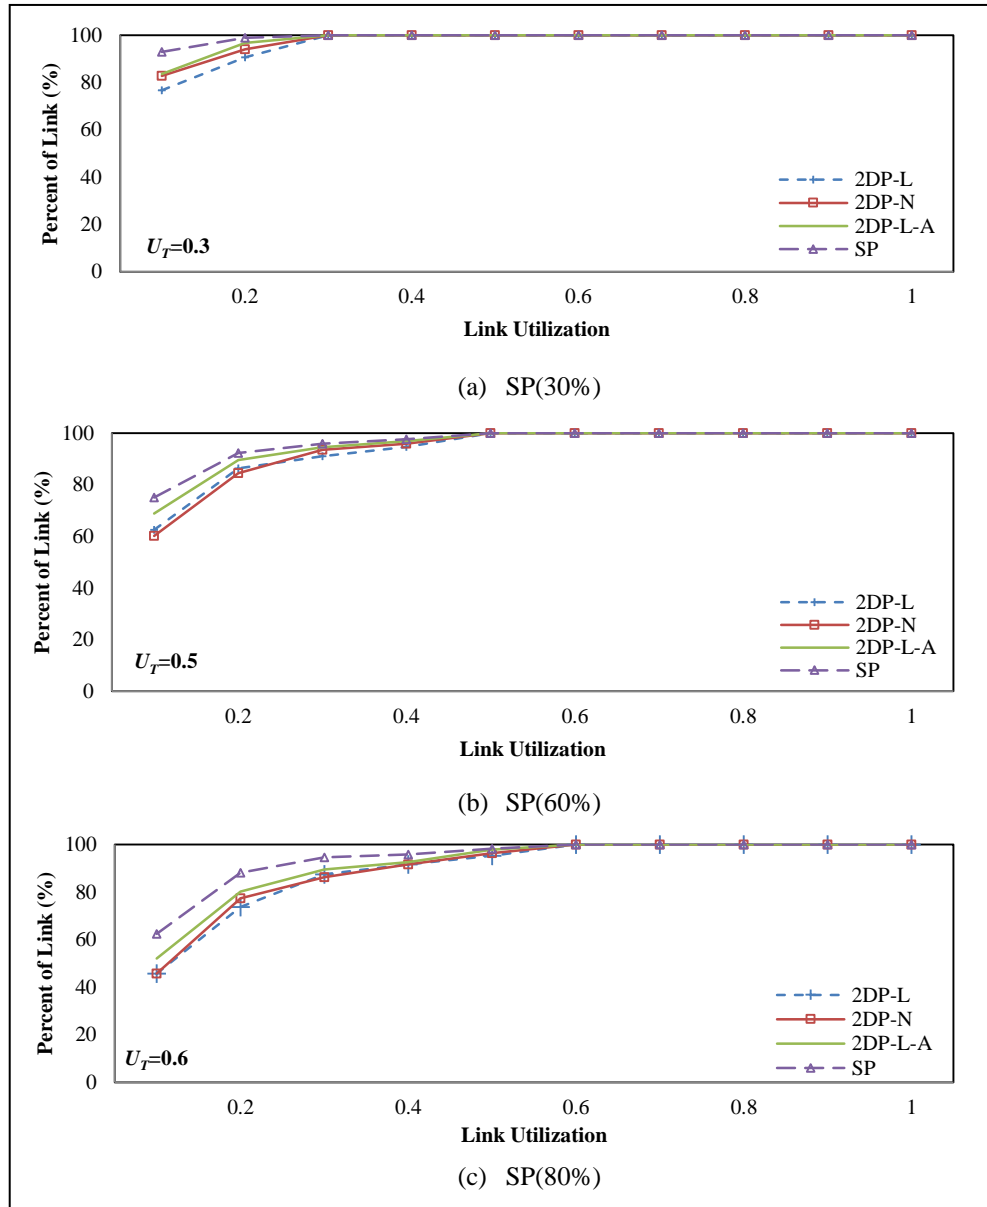 Percent of Link (%)
100
80
60
40
20
0
2DP-L
2DP-N
2DP-L-A
SP
U_T=0.3
0.2 0.4 0.6 0.8 1
Link Utilization
(a) SP(30%)
Percent of Link (%)
100
80
60
40
20
0
2DP-L
2DP-N
2DP-L-A
SP
U_T=0.5
0.2 0.4 0.6 0.8 1
Link Utilization
(b) SP(60%)
Percent of Link (%)
100
80
60
40
20
0
2DP-L
2DP-N
2DP-L-A
SP
U_T=0.6
0.2 0.4 0.6 0.8 1
Link Utilization
(c) SP(80%)